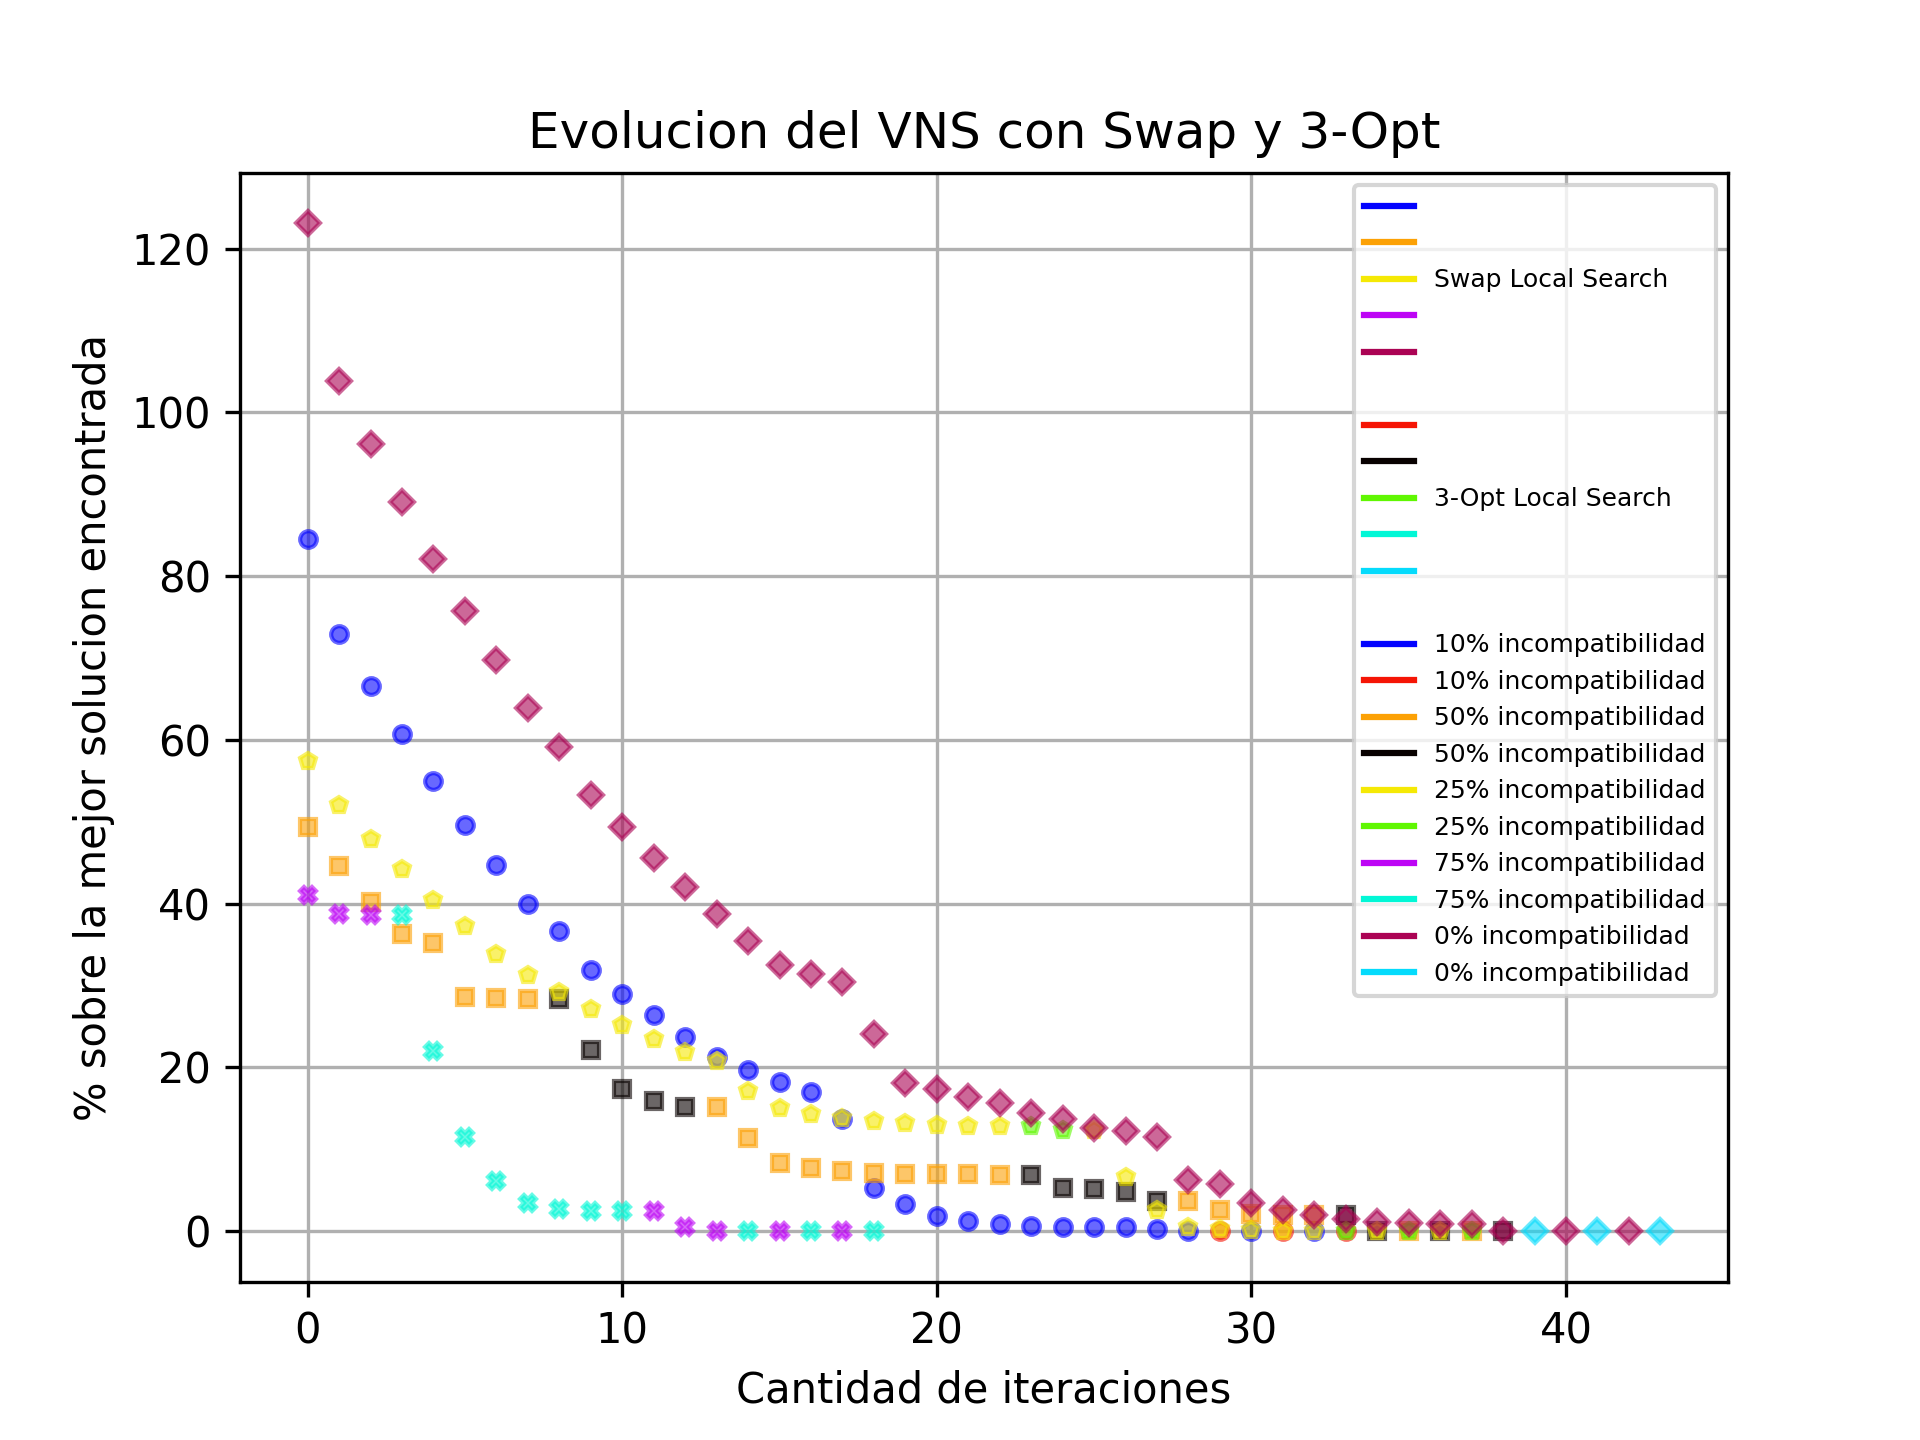 Evolucion del VNS con Swap y 3-Opt
% sobre la mejor solucion encontrada
120
100
80
60
40
20
0
Swap Local Search
3-Opt Local Search
10% incompatibilidad
10% incompatibilidad
50% incompatibilidad
50% incompatibilidad
25% incompatibilidad
25% incompatibilidad
75% incompatibilidad
75% incompatibilidad
0% incompatibilidad
0% incompatibilidad
0 10 20 30 40
Cantidad de iteraciones